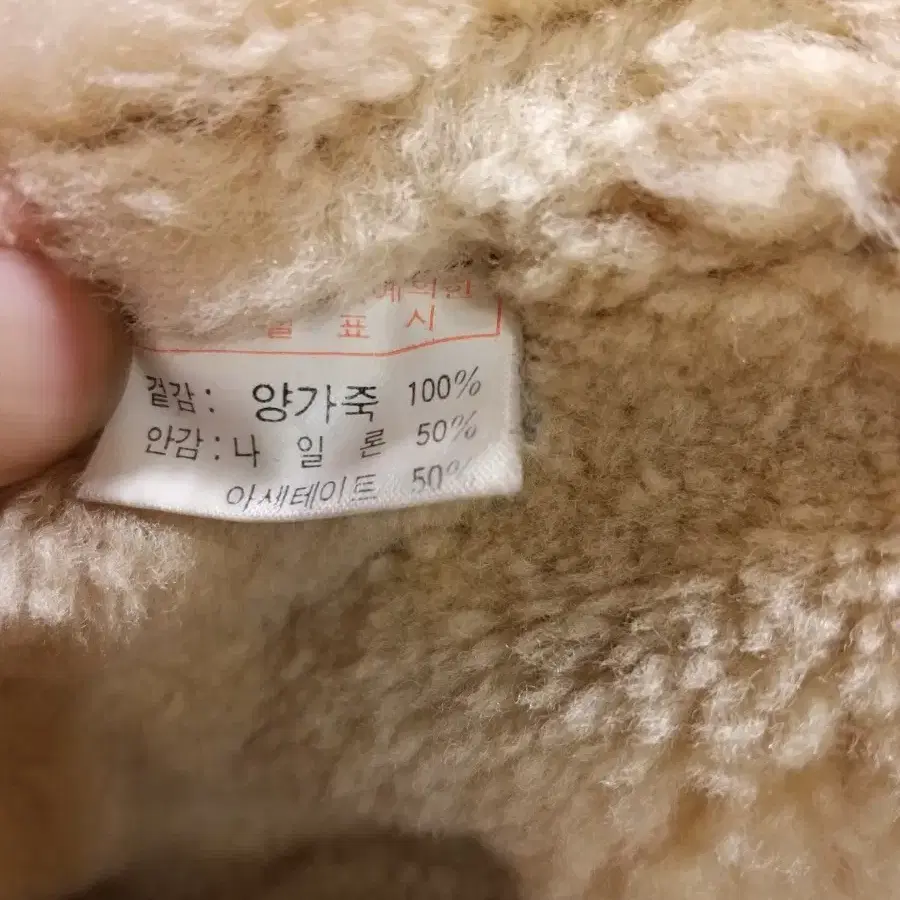 표 시
겉감: 양가죽 100%
안감: 나 일 론 50%
아세테이트 50%